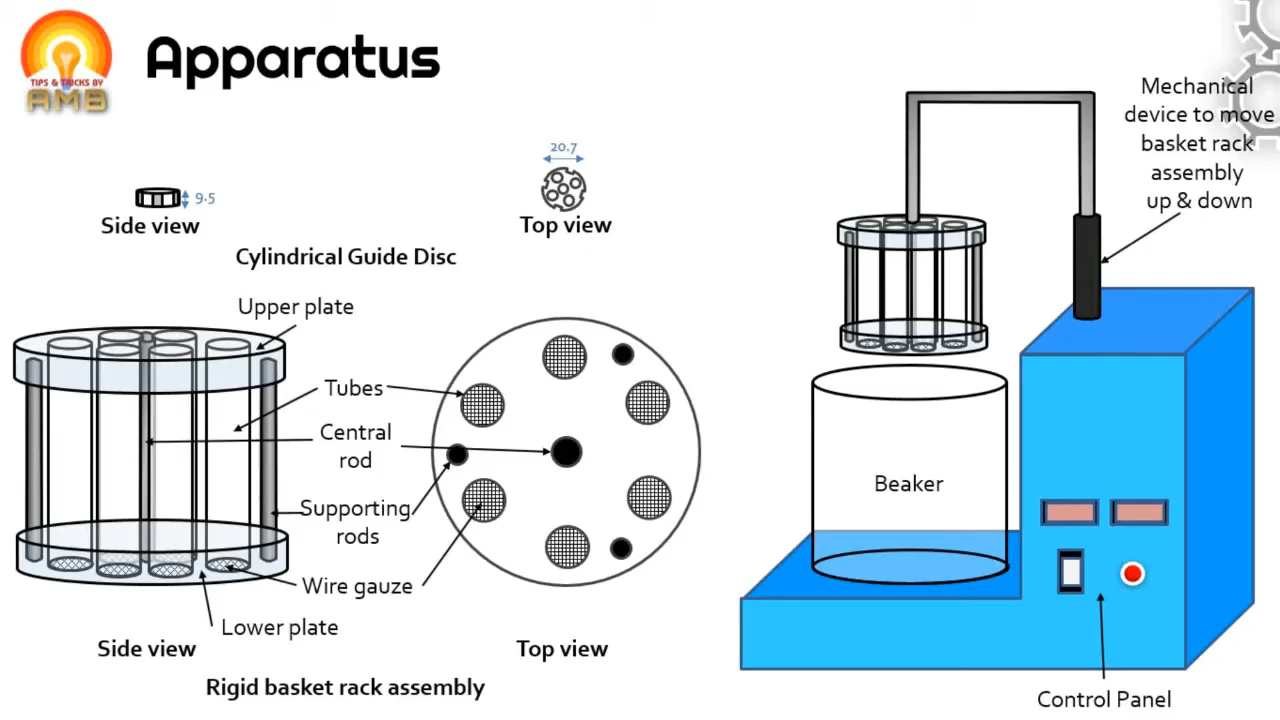 TIPS & TRICKS BY
AMB
Apparatus
9.5
Side view
20.7
Top view
Cylindrical Guide Disc
Upper plate
Tubes
Central
rod
Supporting
rods
Wire gauze
Lower plate
Side view
Top view
Rigid basket rack assembly
Mechanical
device to move
basket rack
assembly
up & down
Beaker
Control Panel